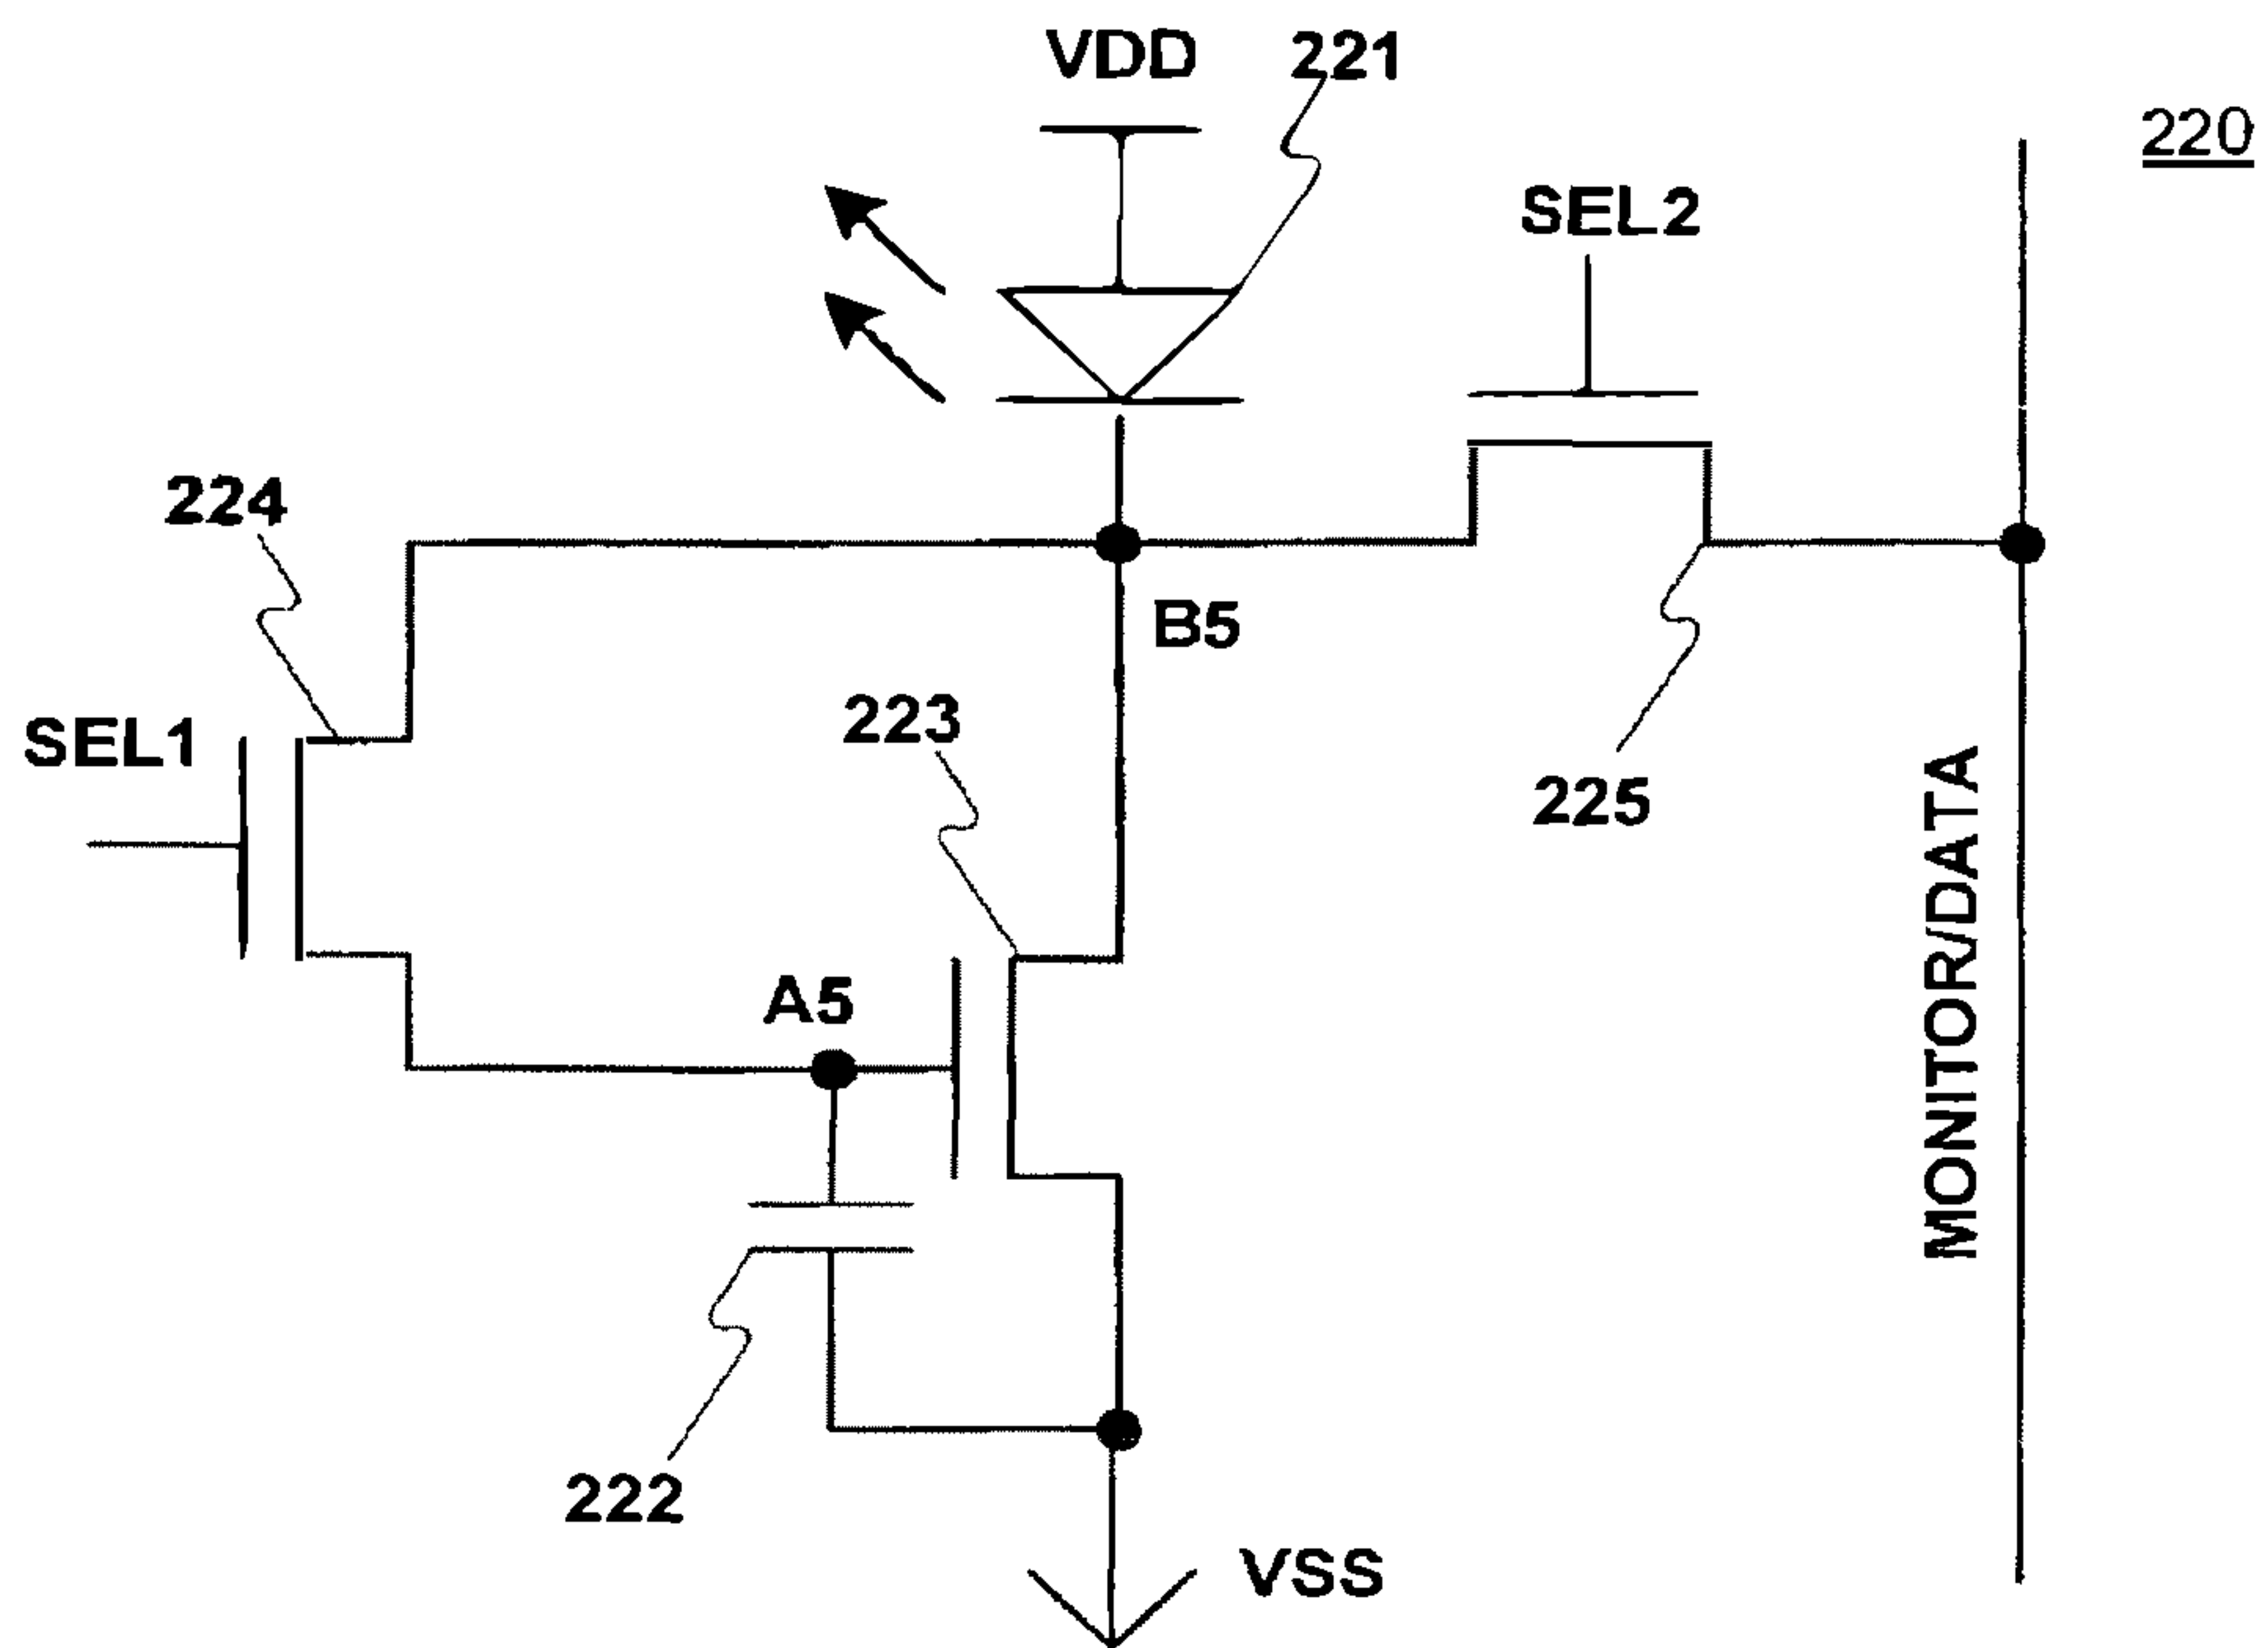 VDD
221
220
SEL2
224
B5
223
SEL1
225
MONITOR/DATA
A5
222
VSS